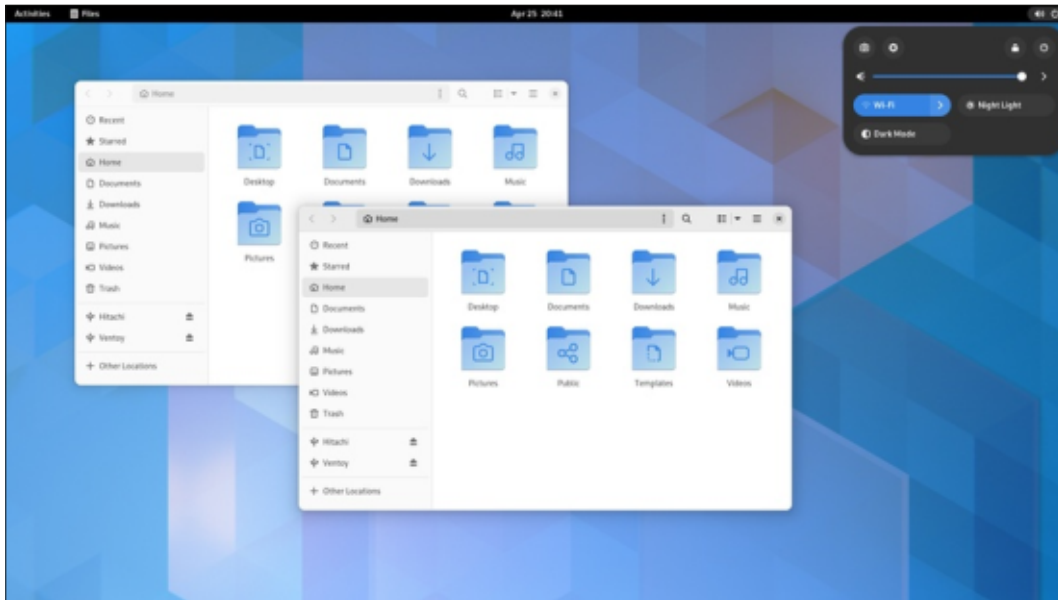 Activities Files Apr 25 20:41
Wi-Fi Night Light
Dark Mode
Home
Recent
Starred
Home
Documents
Downloads
Music
Pictures
Videos
Trash
Hitachi
Ventoy
Other Locations
Desktop Documents Downloads Music
Pictures
Home
Recent
Starred
Home
Documents
Downloads
Music
Pictures
Videos
Trash
Hitachi
Ventoy
Other Locations
Desktop Documents Downloads Music
Pictures Public Templates Videos